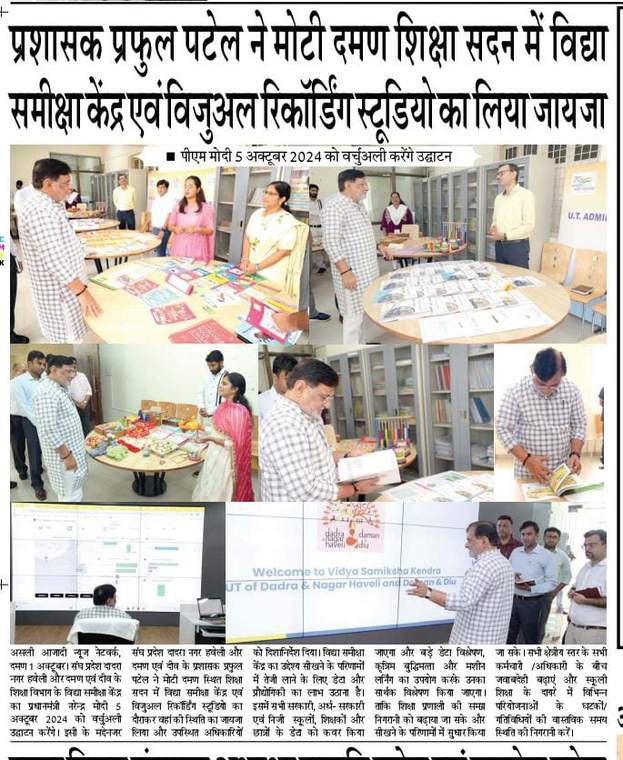 प्रशासक प्रफुल पटेल ने मोटी दमण शिक्षा सदन में विद्या
समीक्षा केंद्र एवं विजुअल रिकॉर्डिंग स्टूडियो का लिया जायजा
■ पीएम मोदी 5 अक्टूबर 2024 को वर्चुअली करेंगे उद्घाटन
U.T. ADMI
dadra nagar haveli
daman & diu
Welcome to Vidya Samiksha Kendra
UT of Dadra & Nagar Haveli and Daman & Diu
असली आजादी न्यूज नेटवर्क,
दमण 1 अक्टूबर। संघ प्रदेश दादरा
नगर हवेली और दमण एवं दीव के
शिक्षा विभाग के विद्या समीक्षा केंद्र
का प्रधानमंत्री नरेन्द्र मोदी 5
अक्टूबर 2024 को वर्चुअली
उद्घाटन करेंगे। इसी के मद्देनजर
संघ प्रदेश दादरा नगर हवेली और
दमण एवं दीव के प्रशासक प्रफुल
पटेल ने मोटी दमण स्थित शिक्षा
सदन में विद्या समीक्षा केंद्र एवं
विजुअल रिकॉर्डिंग स्टूडियो का
दौराकर वहां की स्थिति का जायजा
लिया और उपस्थित अधिकारियों
को दिशानिर्देश दिया। विद्या समीक्षा
केंद्र का उद्देश्य सीखने के परिणामों
में तेजी लाने के लिए डेटा और
प्रौद्योगिकी का लाभ उठाना है।
इसमें सभी सरकारी, अर्ध- सरकारी
एवं निजी स्कूलों, शिक्षकों और
छात्रों के डेटा को कवर किया
जाएगा और बड़े डेटा विश्लेषण,
कृत्रिम बुद्धिमता और मशीन
लर्निंग का उपयोग करके उनका
सार्थक विश्लेषण किया जाएगा।
ताकि शिक्षा प्रणाली की समग्र
निगरानी को बढ़ाया जा सके और
सीखने के परिणामों में सुधार किया
जा सके। सभी क्षेत्रीय स्तर के सभी
कर्मचारी /अधिकारी के बीच
जवाबदेही बढ़ाएं और स्कूली
शिक्षा के दायरे में विभिन्न
परियोजनाओं के घटकों/
गतिविधियों की वास्तविक समय
स्थिति की निगरानी करें।